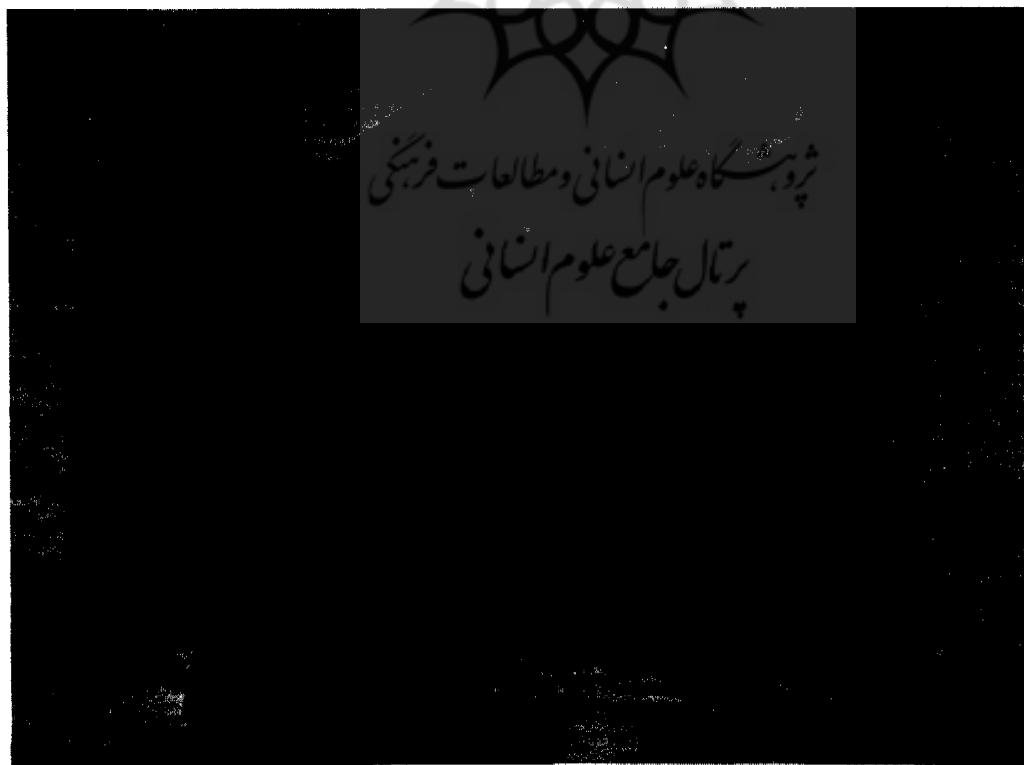 پژوهشگاه علوم انسانی و مطالعات فرهنگی
پرتال جامع علوم انسانی